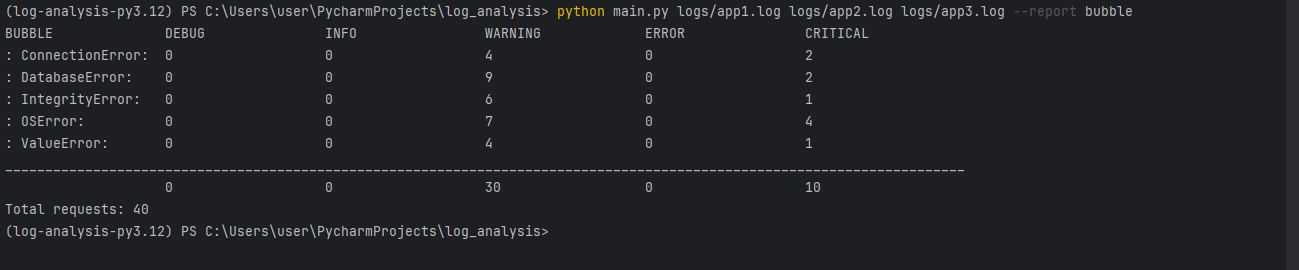 (log-analysis-py3.12) PS C:\Users\user\PycharmProjects\log_analysis> python main.py logs/app1.log logs/app2.log logs/app3.log --report bubble
BUBBLE DEBUG INFO WARNING ERROR CRITICAL
: ConnectionError: 0 0 4 0 2
: DatabaseError: 0 0 9 0 2
: IntegrityError: 0 0 6 0 1
: OSError: 0 0 7 0 4
: ValueError: 0 0 4 0 1
________________________________________________________________________________________________________________________
0 0 30 0 10
Total requests: 40
(log-analysis-py3.12) PS C:\Users\user\PycharmProjects\log_analysis>